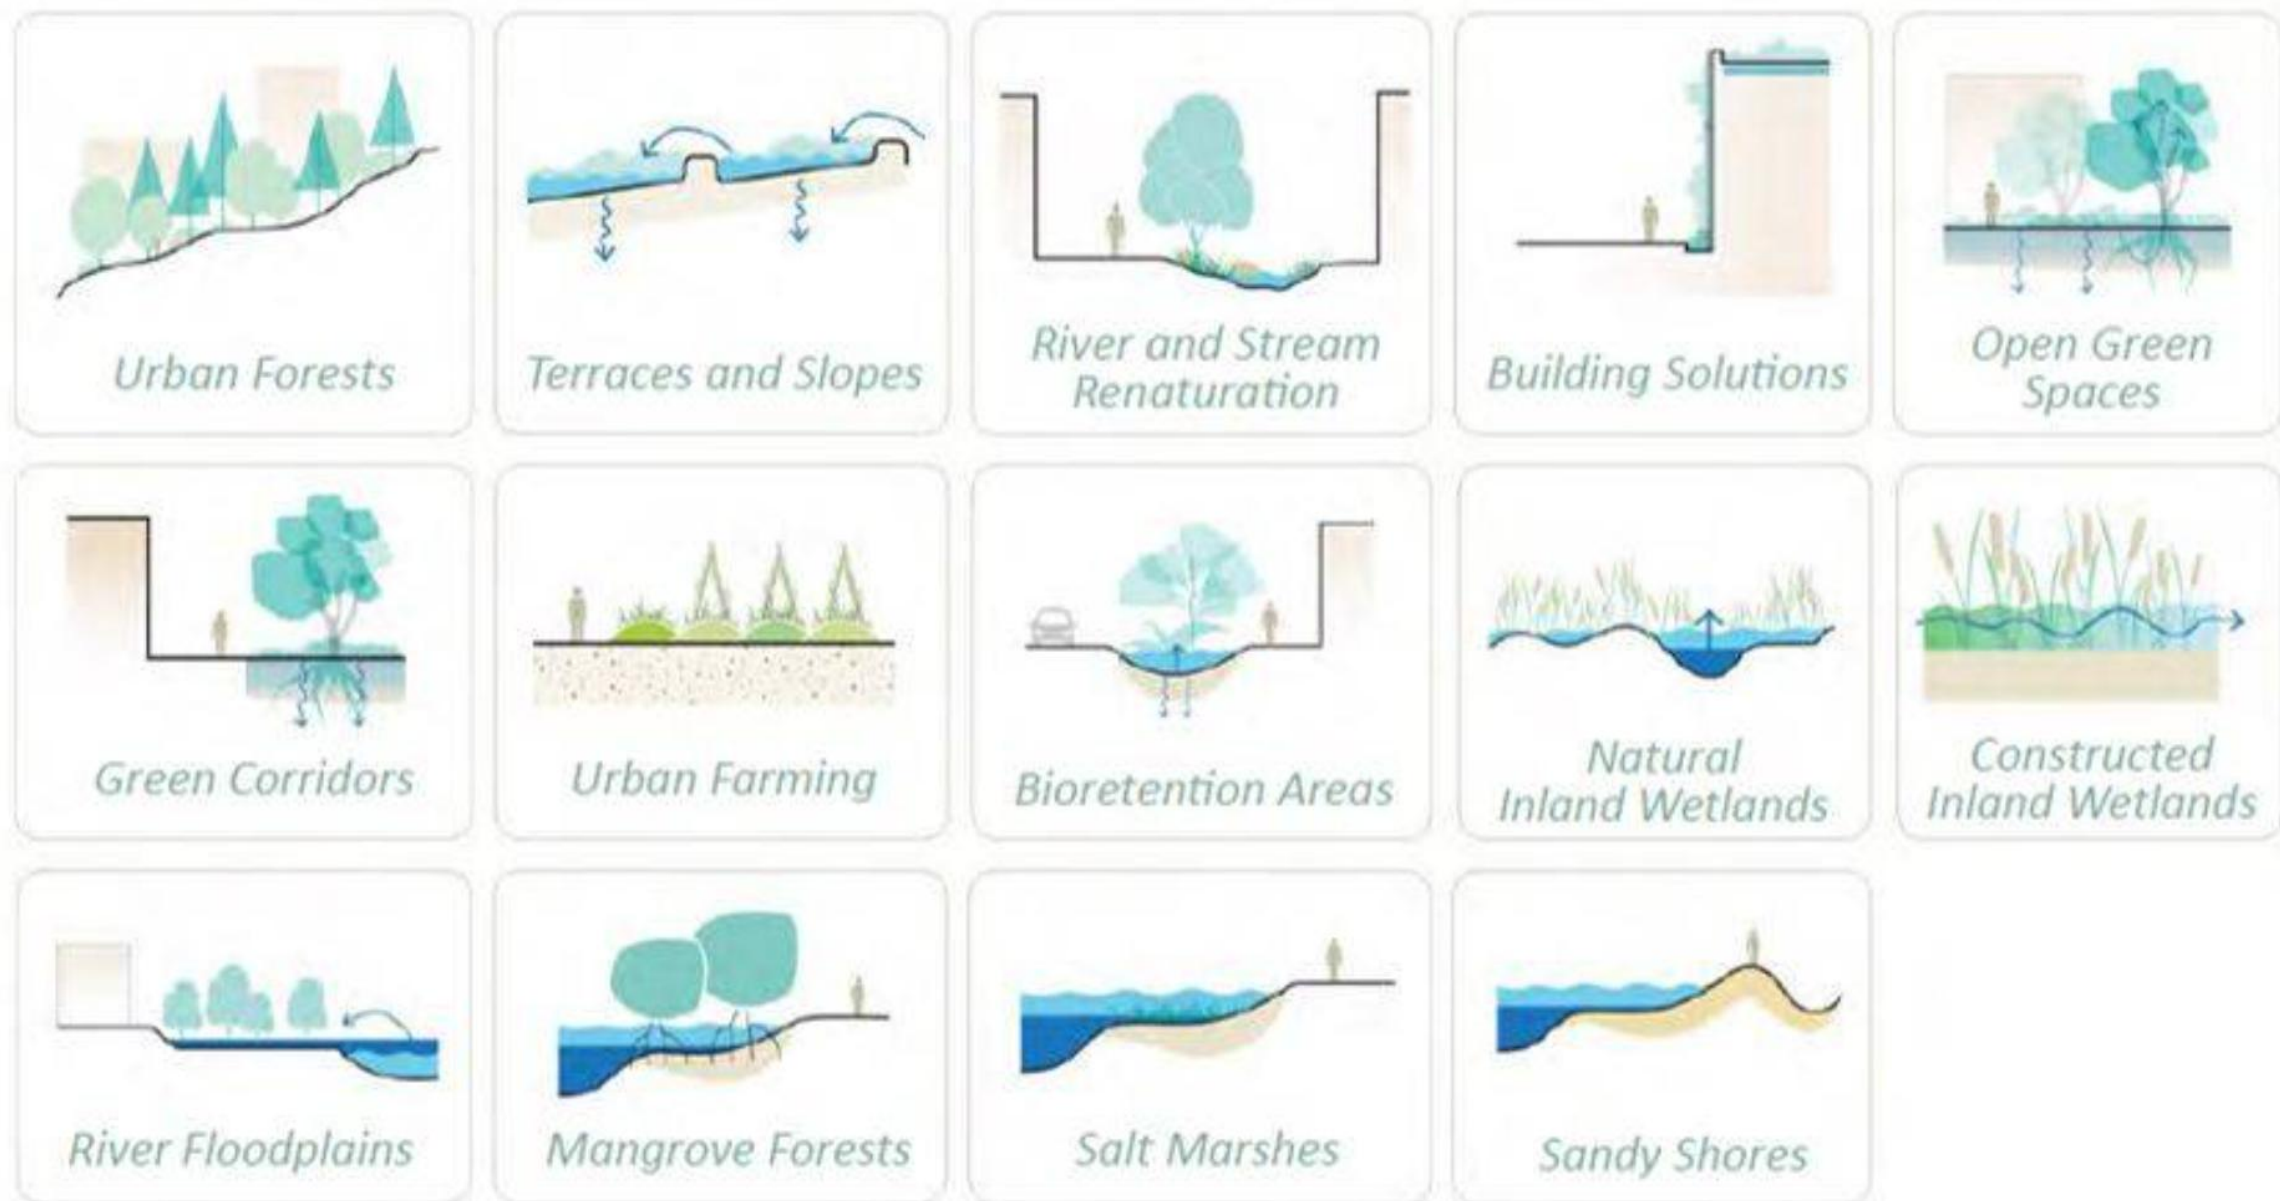 Urban Forests
Terraces and Slopes
River and Stream
Renaturation
Building Solutions
Open Green
Spaces
Green Corridors
Urban Farming
Bioretention Areas
Natural
Inland Wetlands
Constructed
Inland Wetlands
River Floodplains
Mangrove Forests
Salt Marshes
Sandy Shores